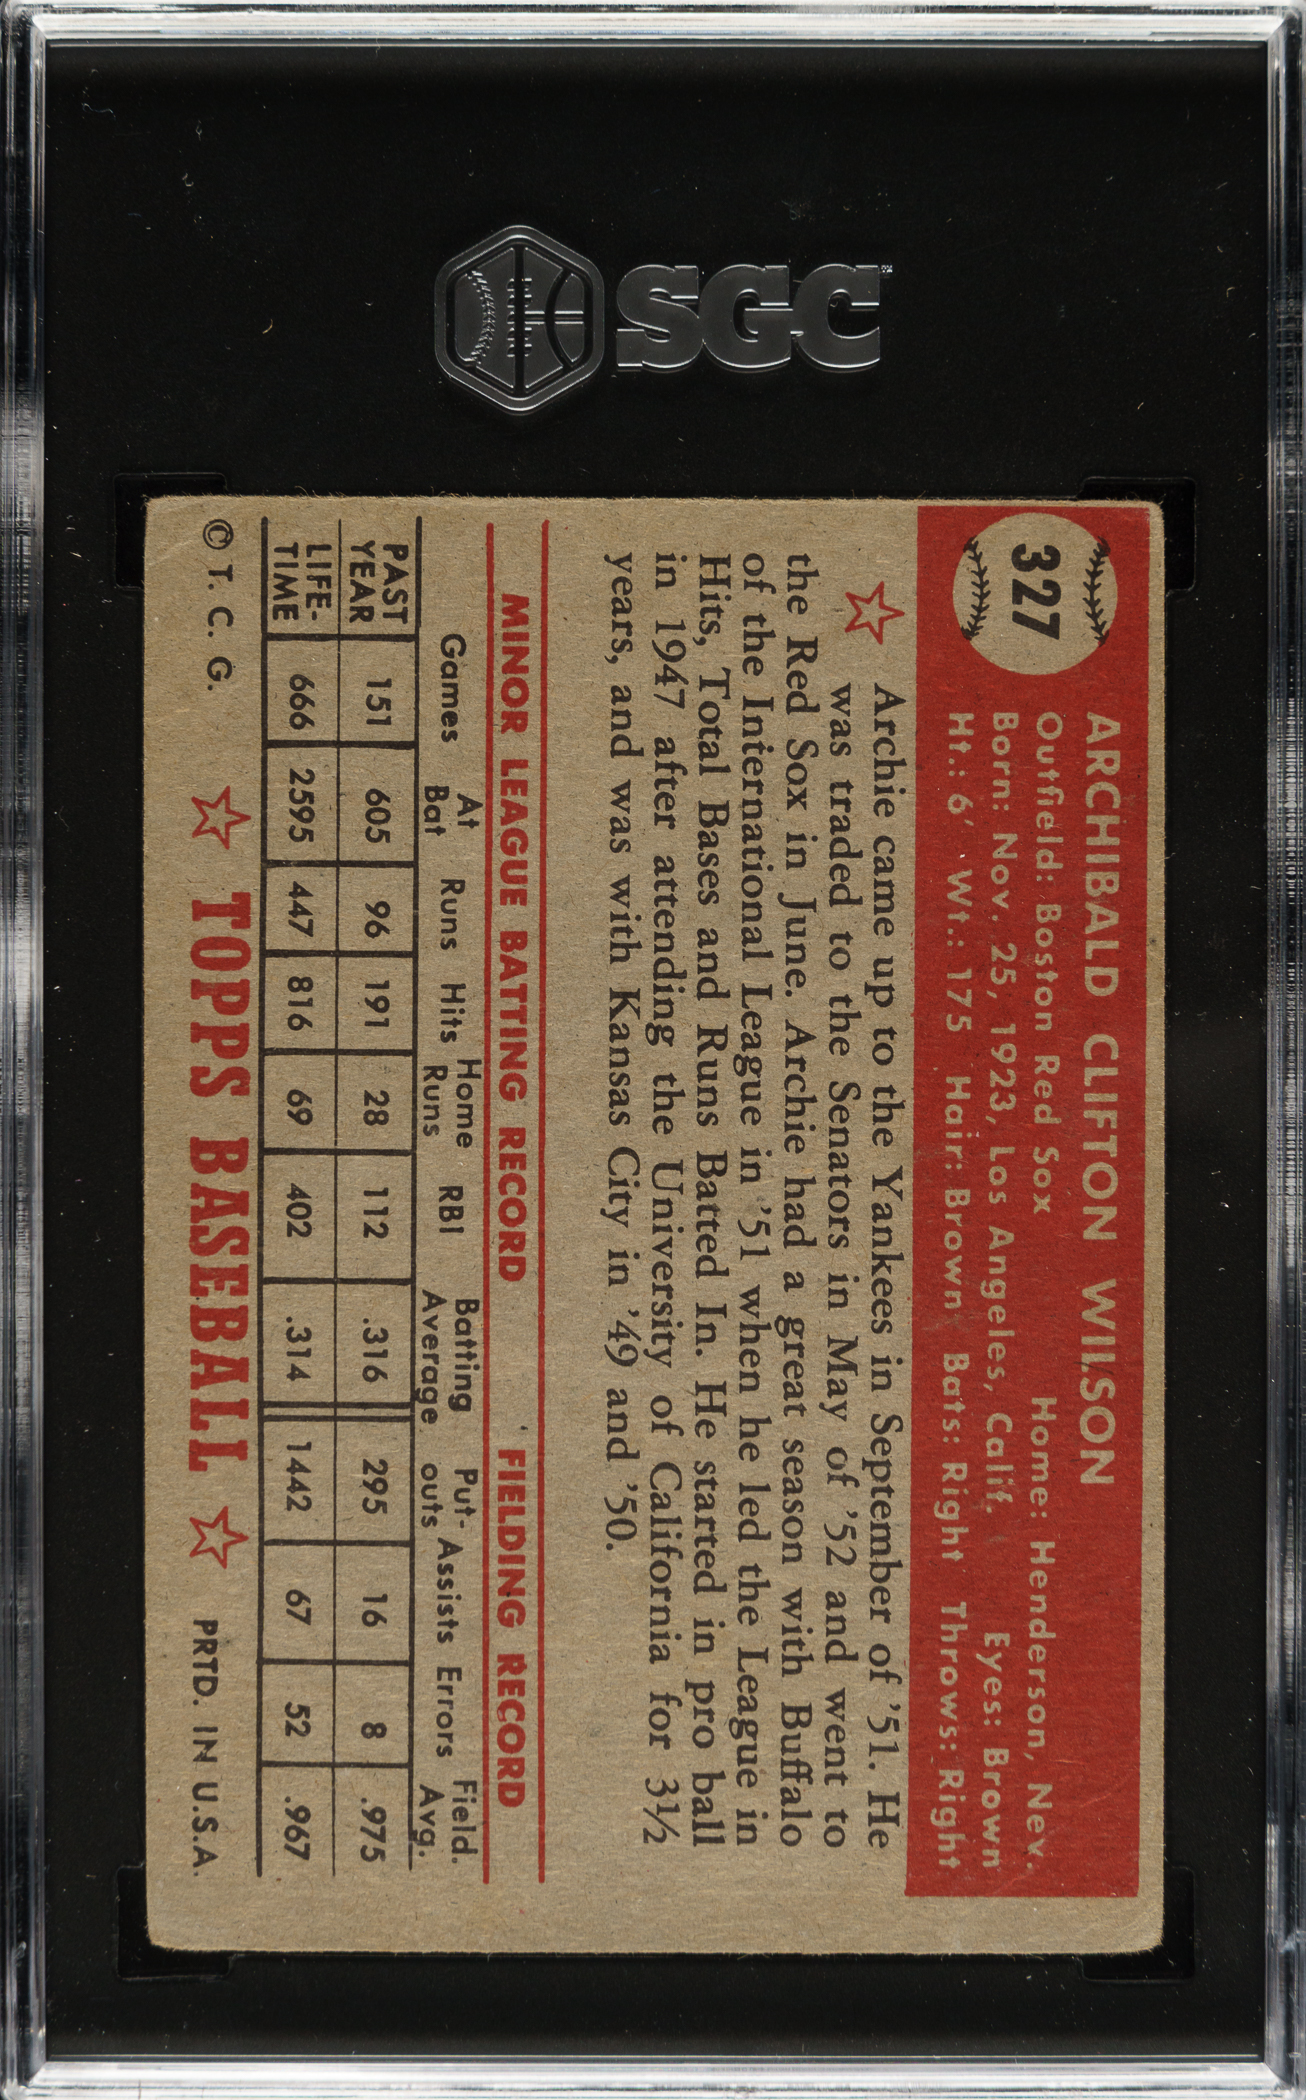 SGC
327
ARCHIBALD CLIFTON WILSON
Outfield: Boston Red Sox Home: Henderson, Nev.
Born: Nov. 25, 1923, Los Angeles, Calif. Eyes: Brown
Ht.: 6' Wt.: 175 Hair: Brown Bats: Right Throws: Right
Archie came up to the Yankees in September of '51. He
was traded to the Senators in May of '52 and went to
the Red Sox in June. Archie had a great season with Buffalo
of the International League in '51 when he led the League in
Hits, Total Bases and Runs Batted In. He started in pro ball
in 1947 after attending the University of California for 3½
years, and was with Kansas City in '49 and '50.
MINOR LEAGUE BATTING RECORD FIELDING RECORD
Games At Bat Runs Hits Home Runs RBI Batting Average Put-outs Assists Errors Field. Avg.
PAST YEAR 151 605 96 191 28 112 .316 295 16 8 .975
LIFE-TIME 666 2595 447 816 69 402 .314 1442 67 52 .967
© T. C. G. TOPPS BASEBALL PRTD. IN U.S.A.